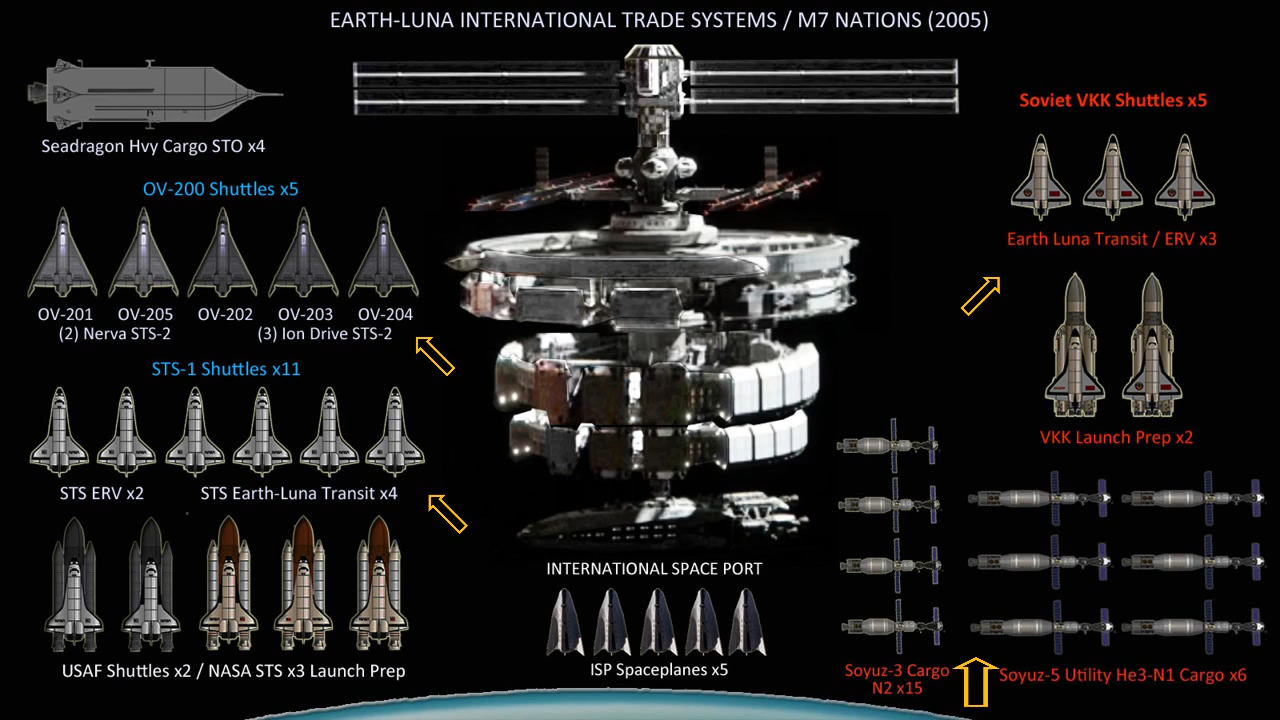 EARTH-LUNA INTERNATIONAL TRADE SYSTEMS / M7 NATIONS (2005)
Seadragon Hvy Cargo STO x4
OV-200 Shuttles x5
OV-201 OV-205 OV-202 OV-203 OV-204
(2) Nerva STS-2 (3) Ion Drive STS-2
STS-1 Shuttles x11
STS ERV x2 STS Earth-Luna Transit x4
USAF Shuttles x2 / NASA STS x3 Launch Prep
INTERNATIONAL SPACE PORT
ISP Spaceplanes x5
Soviet VKK Shuttles x5
Earth Luna Transit / ERV x3
VKK Launch Prep x2
Soyuz-3 Cargo
N2 x15
Soyuz-5 Utility He3-N1 Cargo x6